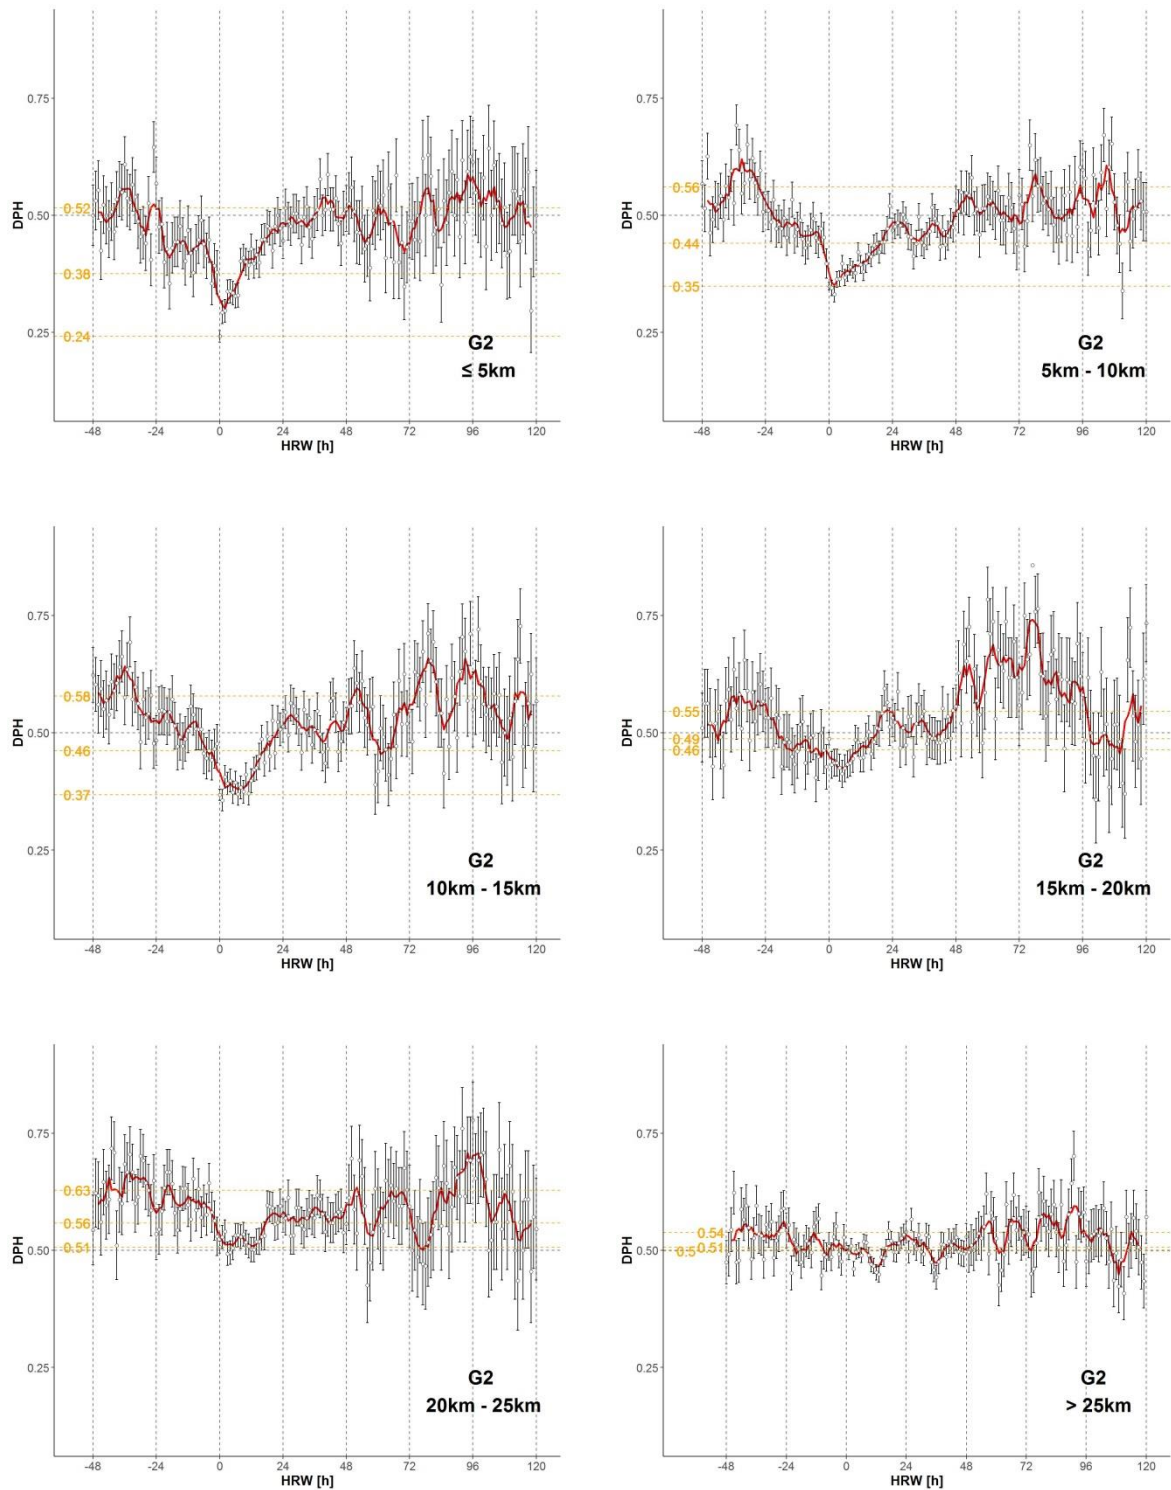 DPH
0.75
0.50
0.25
0.52
0.38
0.24
G2
≤ 5km
-48 -24 0 24 48 72 96 120
HRW [h]
DPH
0.75
0.50
0.25
0.56
0.44
0.35
G2
5km - 10km
-48 -24 0 24 48 72 96 120
HRW [h]
DPH
0.75
0.50
0.25
0.58
0.46
0.37
G2
10km - 15km
-48 -24 0 24 48 72 96 120
HRW [h]
DPH
0.75
0.50
0.25
0.55
0.49
0.46
G2
15km - 20km
-48 -24 0 24 48 72 96 120
HRW [h]
DPH
0.75
0.50
0.25
0.63
0.56
0.51
G2
20km - 25km
-48 -24 0 24 48 72 96 120
HRW [h]
DPH
0.75
0.50
0.25
0.54
0.51
0.5
G2
> 25km
-48 -24 0 24 48 72 96 120
HRW [h]